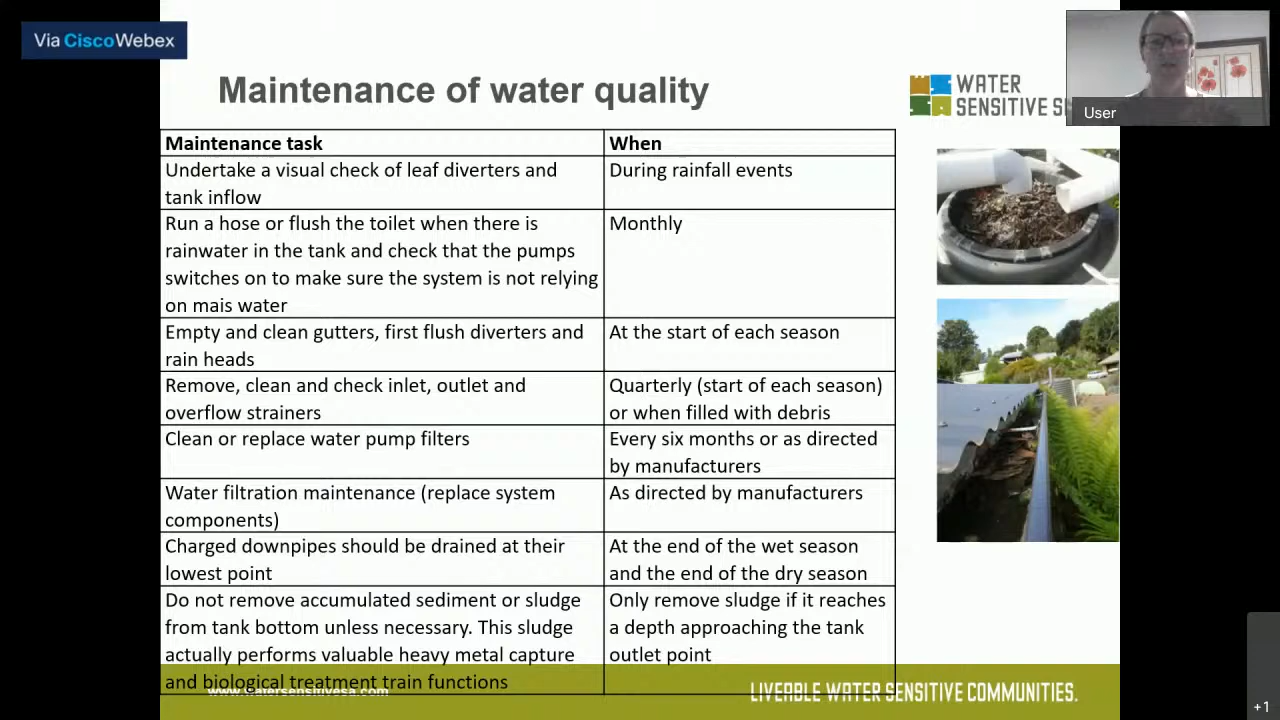 Via CiscoWebex
Maintenance of water quality
WATER
SENSITIVE
User
Maintenance task
When
Undertake a visual check of leaf diverters and
tank inflow
During rainfall events
Run a hose or flush the toilet when there is
rainwater in the tank and check that the pumps
switches on to make sure the system is not relying
on mais water
Monthly
Empty and clean gutters, first flush diverters and
rain heads
At the start of each season
Remove, clean and check inlet, outlet and
overflow strainers
Quarterly (start of each season)
or when filled with debris
Clean or replace water pump filters
Every six months or as directed
by manufacturers
Water filtration maintenance (replace system
components)
As directed by manufacturers
Charged downpipes should be drained at their
lowest point
At the end of the wet season
and the end of the dry season
Do not remove accumulated sediment or sludge
from tank bottom unless necessary. This sludge
actually performs valuable heavy metal capture
and biological treatment train functions
Only remove sludge if it reaches
a depth approaching the tank
outlet point
www.watersensitivesa.com
LIVEABLE WATER SENSITIVE COMMUNITIES.
+1